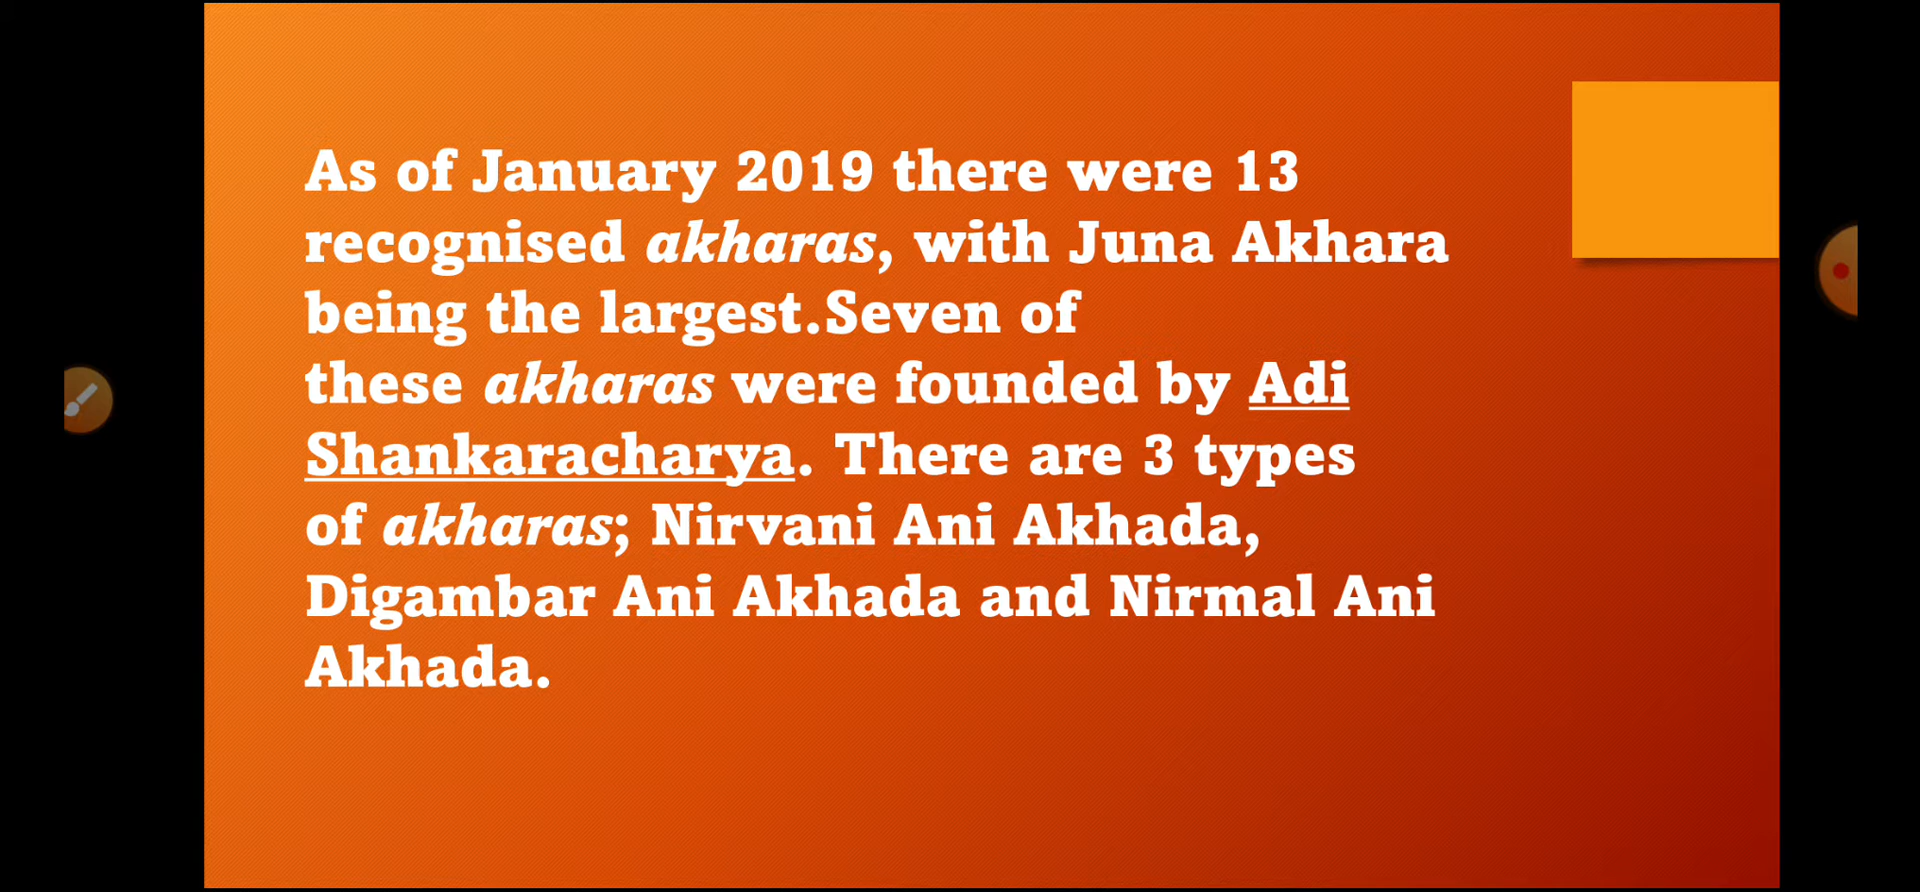 As of January 2019 there were 13
recognised akharas, with Juna Akhara
being the largest.Seven of
these akharas were founded by Adi
Shankaracharya. There are 3 types
of akharas; Nirvani Ani Akhada,
Digambar Ani Akhada and Nirmal Ani
Akhada.